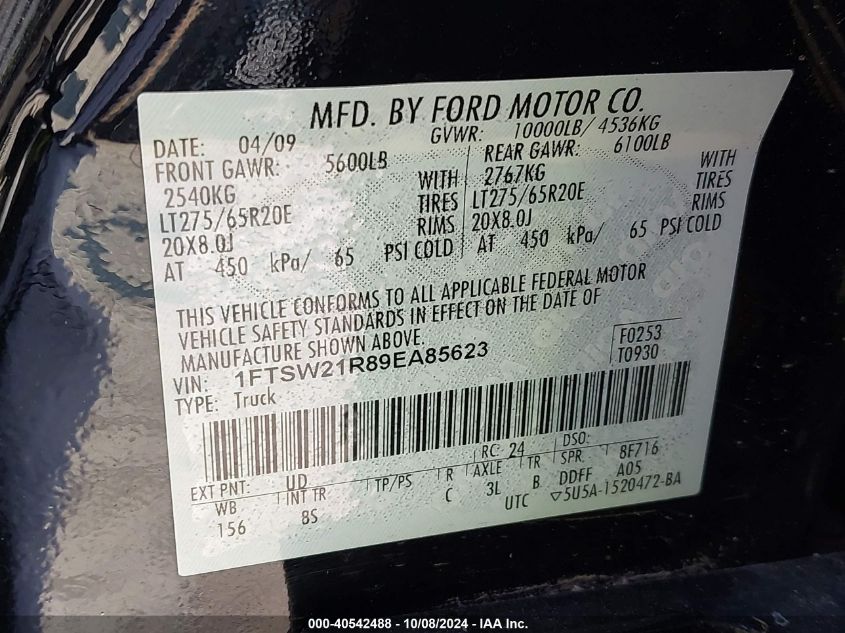 MFD. BY FORD MOTOR CO.
DATE: 04/09 GVWR: 10000LB/ 4536KG
FRONT GAWR: 5600LB REAR GAWR: 6100LB
2540KG WITH 2767KG WITH
LT275/65R20E TIRES LT275/65R20E TIRES
20X8.0J RIMS 20X8.0J RIMS
AT 450 kPa/ 65 PSI COLD AT 450 kPa/ 65 PSI COLD
THIS VEHICLE CONFORMS TO ALL APPLICABLE FEDERAL MOTOR
VEHICLE SAFETY STANDARDS IN EFFECT ON THE DATE OF
MANUFACTURE SHOWN ABOVE.
VIN: 1FTSW21R89EA85623 F0253
TYPE: Truck T0930
EXT PNT: UD RC: 24 DSO:
WB INT TR TP/PS R AXLE TR SPR 8F716
156 8S C 3L B DDFF A05
UTC ▽5U5A-1520472-BA
000-40542488 - 10/08/2024 - IAA Inc.